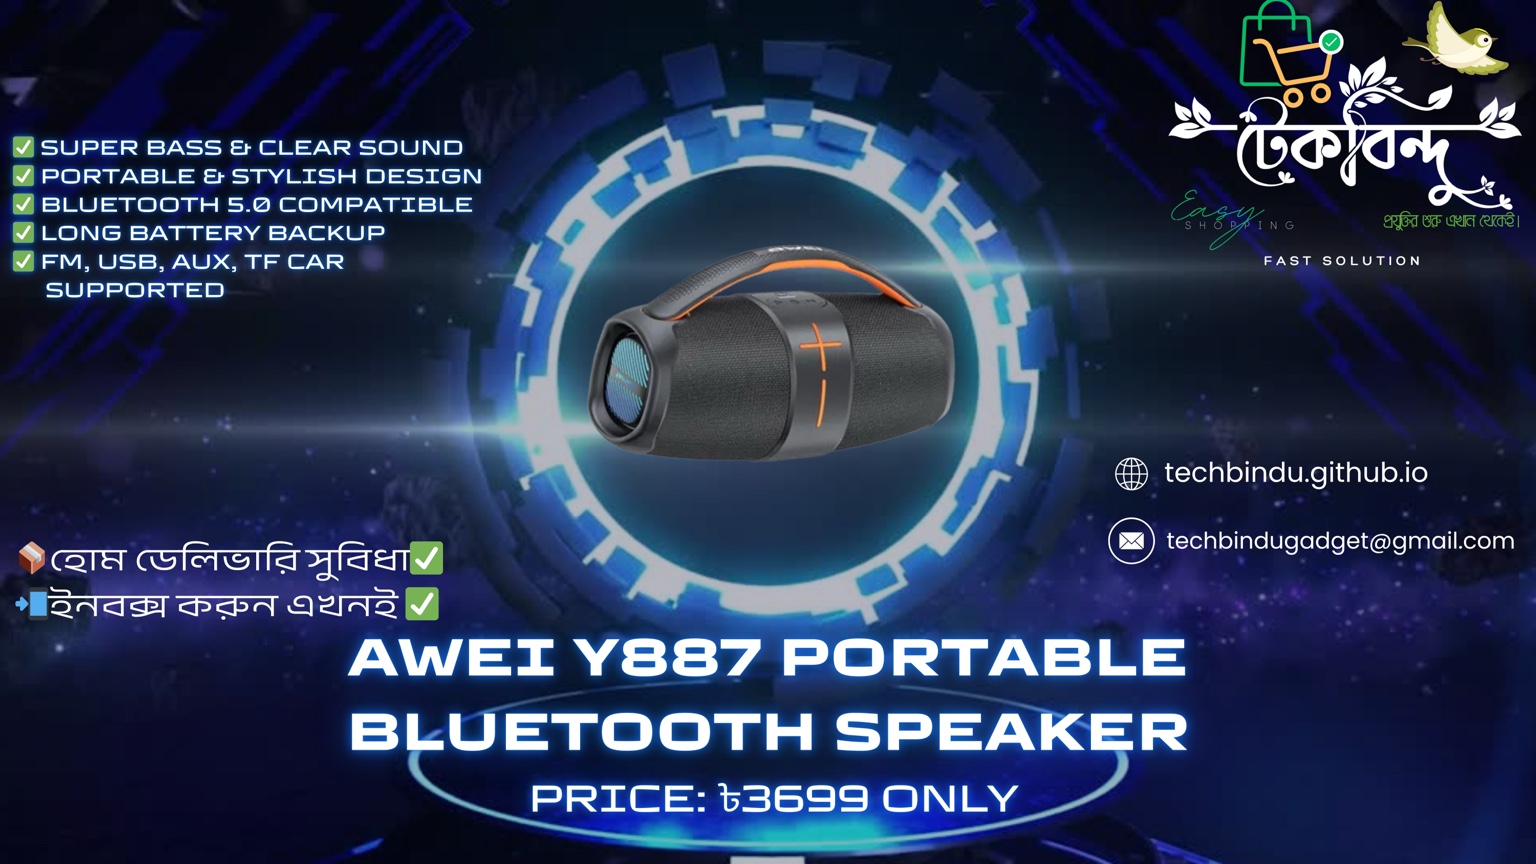 ✅ SUPER BASS & CLEAR SOUND
✅ PORTABLE & STYLISH DESIGN
✅ BLUETOOTH 5.0 COMPATIBLE
✅ LONG BATTERY BACKUP
✅ FM, USB, AUX, TF CAR
SUPPORTED
টেকবিন্দু
Easy
SHOPPING
প্রযুক্তির শুরু এখান থেকেই।
FAST SOLUTION
AWEI
techbindu.github.io
techbindugadget@gmail.com
📦হোম ডেলিভারি সুবিধা✅
📲ইনবক্স করুন এখনই ✅
AWEI Y887 PORTABLE
BLUETOOTH SPEAKER
PRICE: ৳3699 ONLY